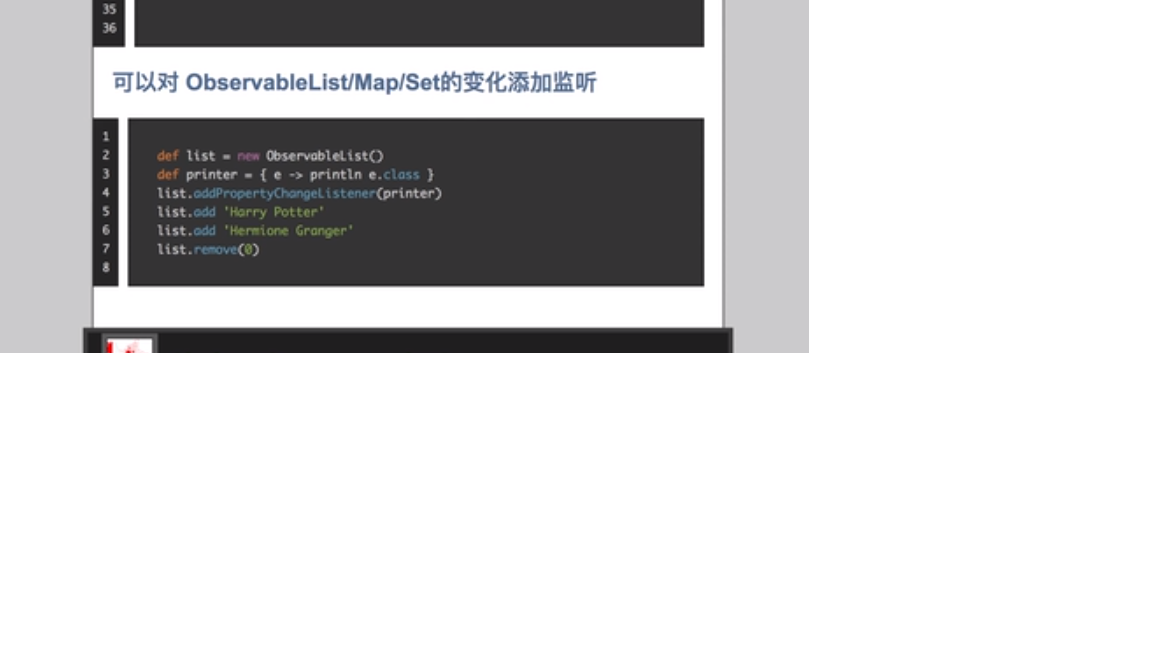 35
36
可以对 ObservableList/Map/Set的变化添加监听
1
2 def list = new ObservableList()
3 def printer = { e -> println e.class }
4 list.addPropertyChangeListener(printer)
5 list.add 'Harry Potter'
6 list.add 'Hermione Granger'
7 list.remove(0)
8